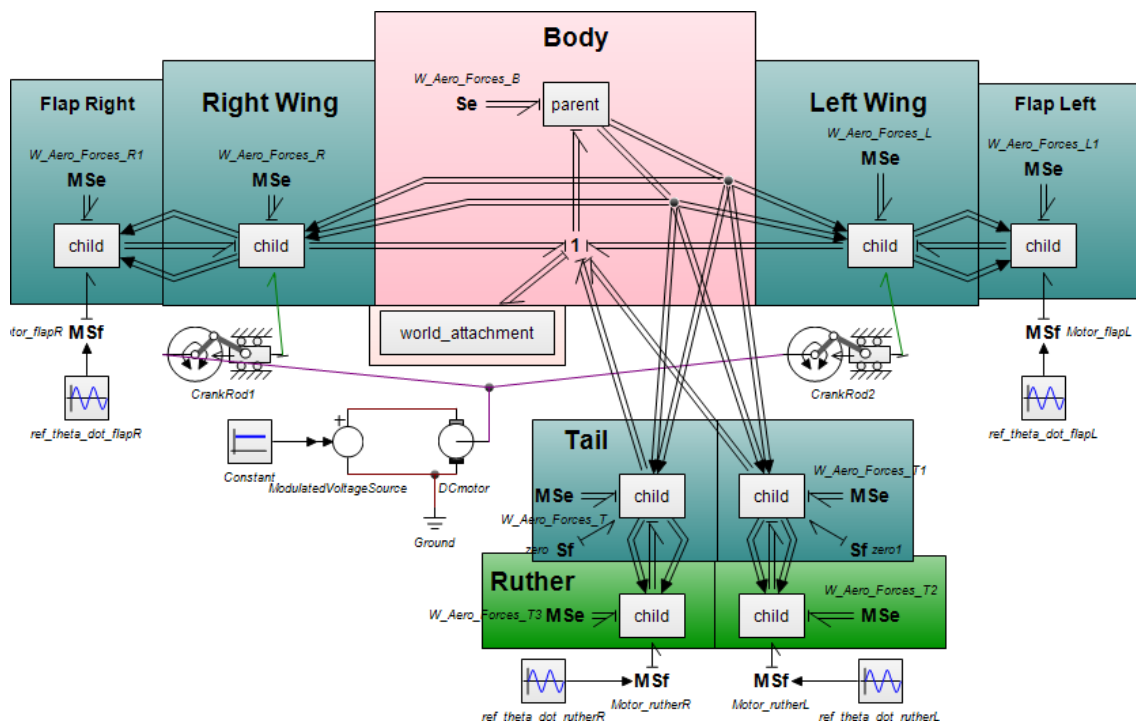 Body
W_Aero_Forces_B
Se
parent
Flap Right
Right Wing
Left Wing
Flap Left
W_Aero_Forces_R1
W_Aero_Forces_R
W_Aero_Forces_L
W_Aero_Forces_L1
MSe
MSe
MSe
MSe
child
child
1
child
child
world_attachment
otor_flapR
MSf
MSf
Motor_flapL
CrankRod1
CrankRod2
ref_theta_dot_flapR
ref_theta_dot_flapL
+
Constant
ModulatedVoltageSource
DCmotor
Ground
Tail
W_Aero_Forces_T1
MSe
child
child
MSe
W_Aero_Forces_T
zero
Sf
Sf
zero1
Ruther
W_Aero_Forces_T2
W_Aero_Forces_T3
MSe
child
child
MSe
MSf
MSf
Motor_rutherR
Motor_rutherL
ref_theta_dot_rutherR
ref_theta_dot_rutherL